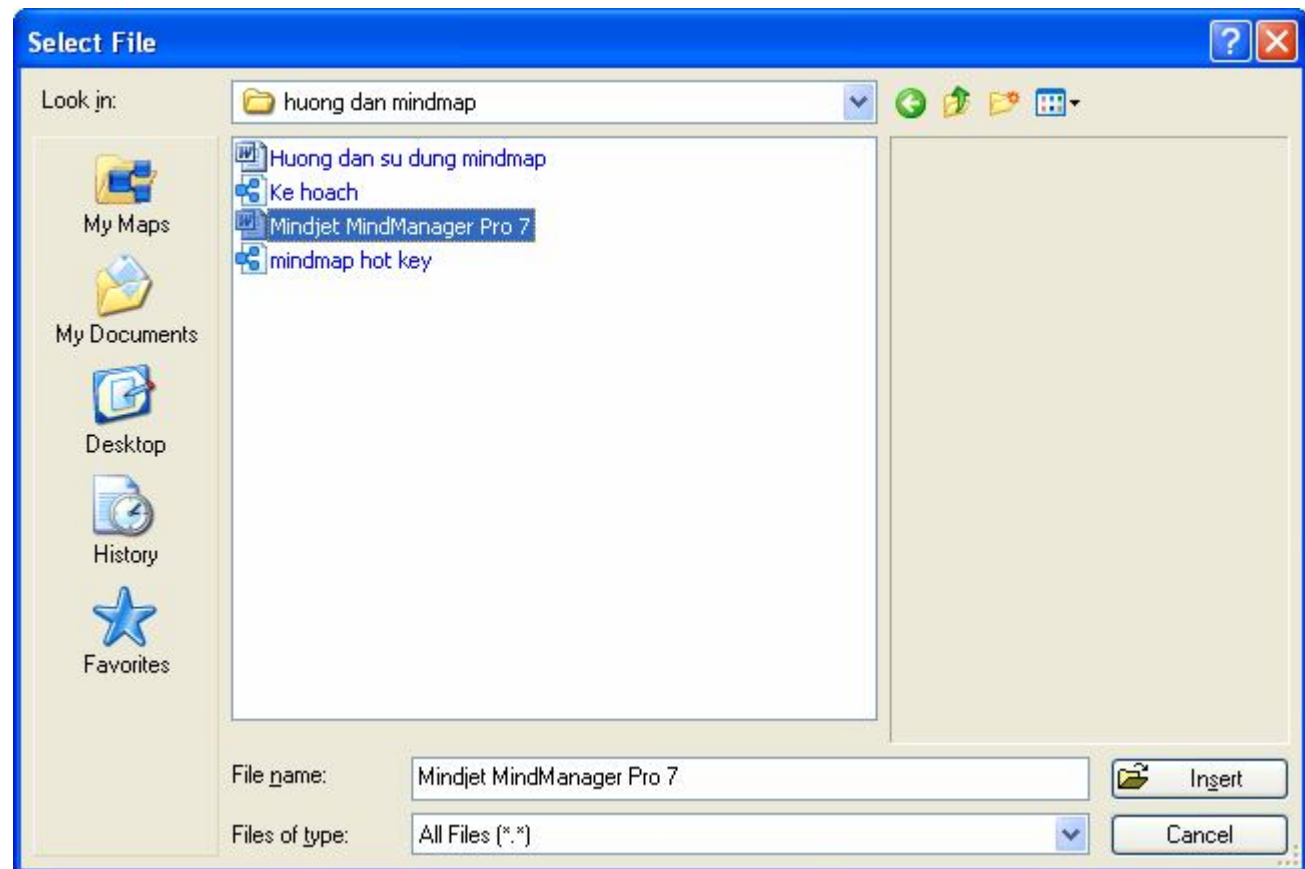 Select File
Look in:
huong dan mindmap
My Maps
My Documents
Desktop
History
Favorites
Huong dan su dung mindmap
Ke hoach
Mindjet MindManager Pro 7
mindmap hot key
File name:
Mindjet MindManager Pro 7
Insert
Files of type:
All Files (*.*)
Cancel